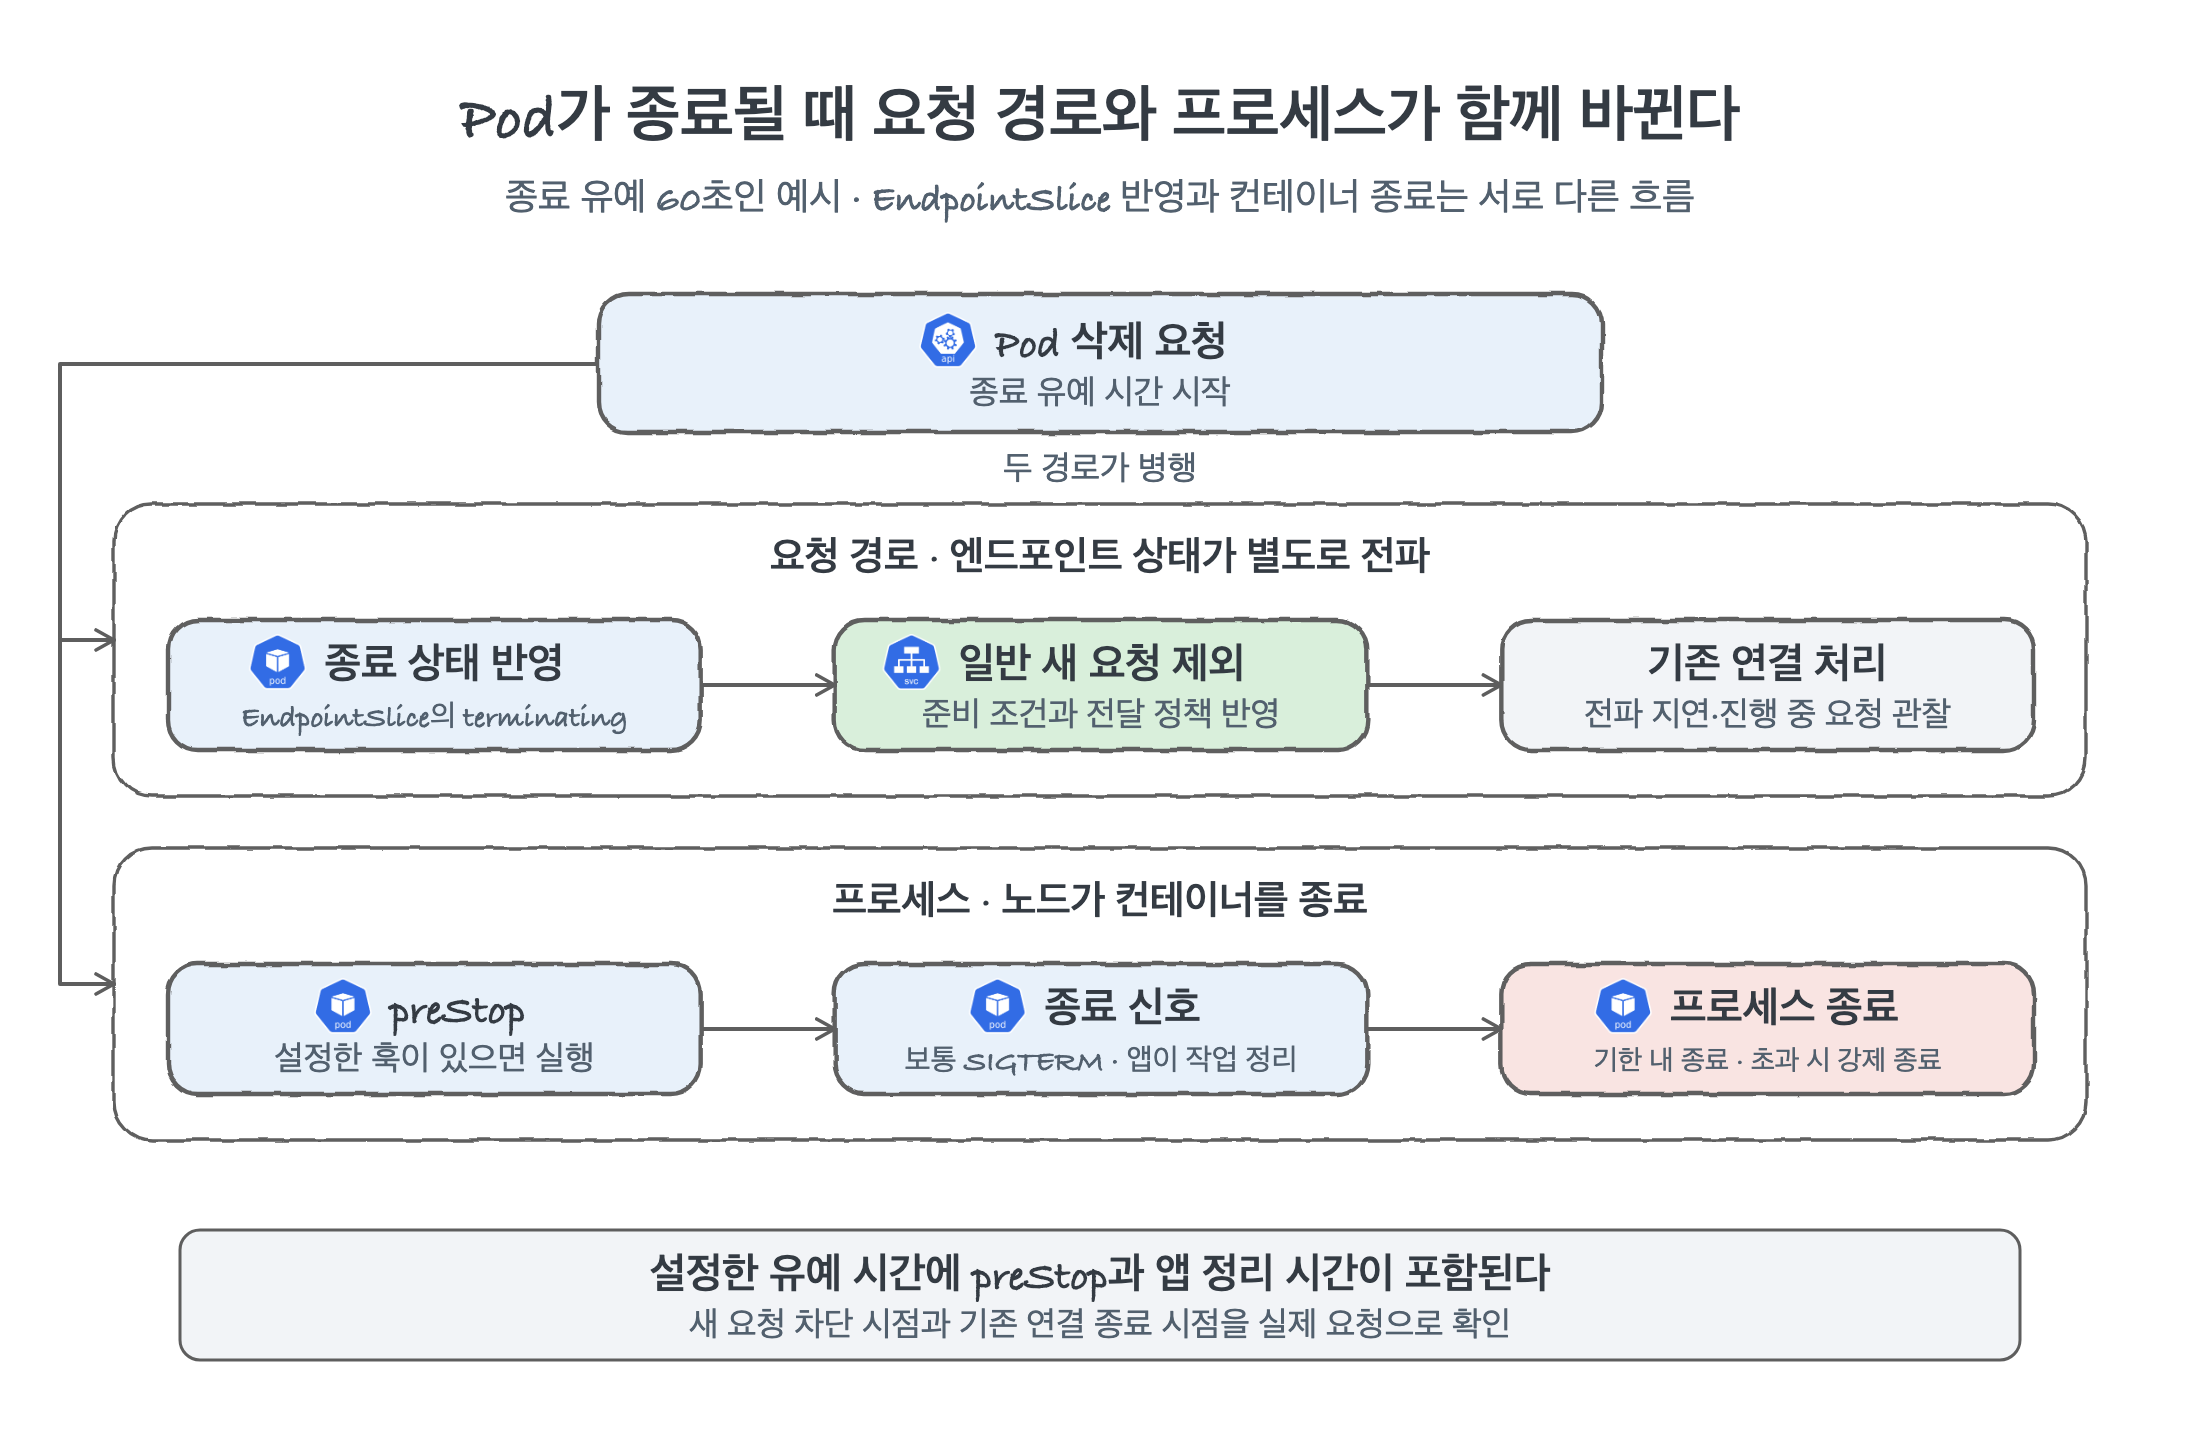 Pod가 종료될 때 요청 경로와 프로세스가 함께 바뀐다
종료 유예 60초인 예시 · EndpointSlice 반영과 컨테이너 종료는 서로 다른 흐름
api
Pod 삭제 요청
종료 유예 시간 시작
두 경로가 병행
요청 경로 · 엔드포인트 상태가 별도로 전파
pod
종료 상태 반영
EndpointSlice의 terminating
svc
일반 새 요청 제외
준비 조건과 전달 정책 반영
기존 연결 처리
전파 지연·진행 중 요청 관찰
프로세스 · 노드가 컨테이너를 종료
pod
preStop
설정한 훅이 있으면 실행
pod
종료 신호
보통 SIGTERM · 앱이 작업 정리
pod
프로세스 종료
기한 내 종료 · 초과 시 강제 종료
설정한 유예 시간에 preStop과 앱 정리 시간이 포함된다
새 요청 차단 시점과 기존 연결 종료 시점을 실제 요청으로 확인